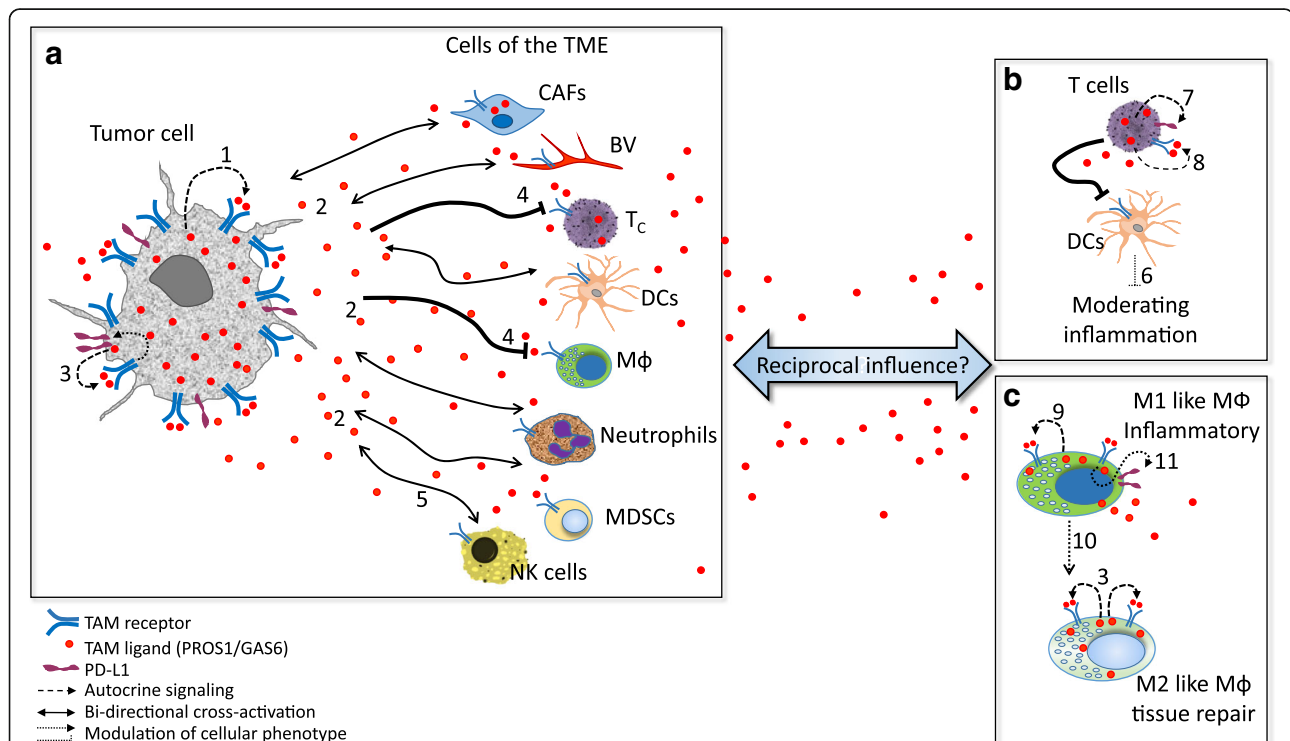 a
Cells of the TME
Tumor cell
CAFs
BV
T_C
DCs
Mϕ
Neutrophils
MDSCs
NK cells
1
2
4
2
4
3
2
5
Reciprocal influence?
b
T cells
7
8
DCs
6
Moderating
inflammation
c
M1 like MΦ
Inflammatory
9
11
10
3
M2 like Mϕ
tissue repair
TAM receptor
TAM ligand (PROS1/GAS6)
PD-L1
Autocrine signaling
Bi-directional cross-activation
Modulation of cellular phenotype